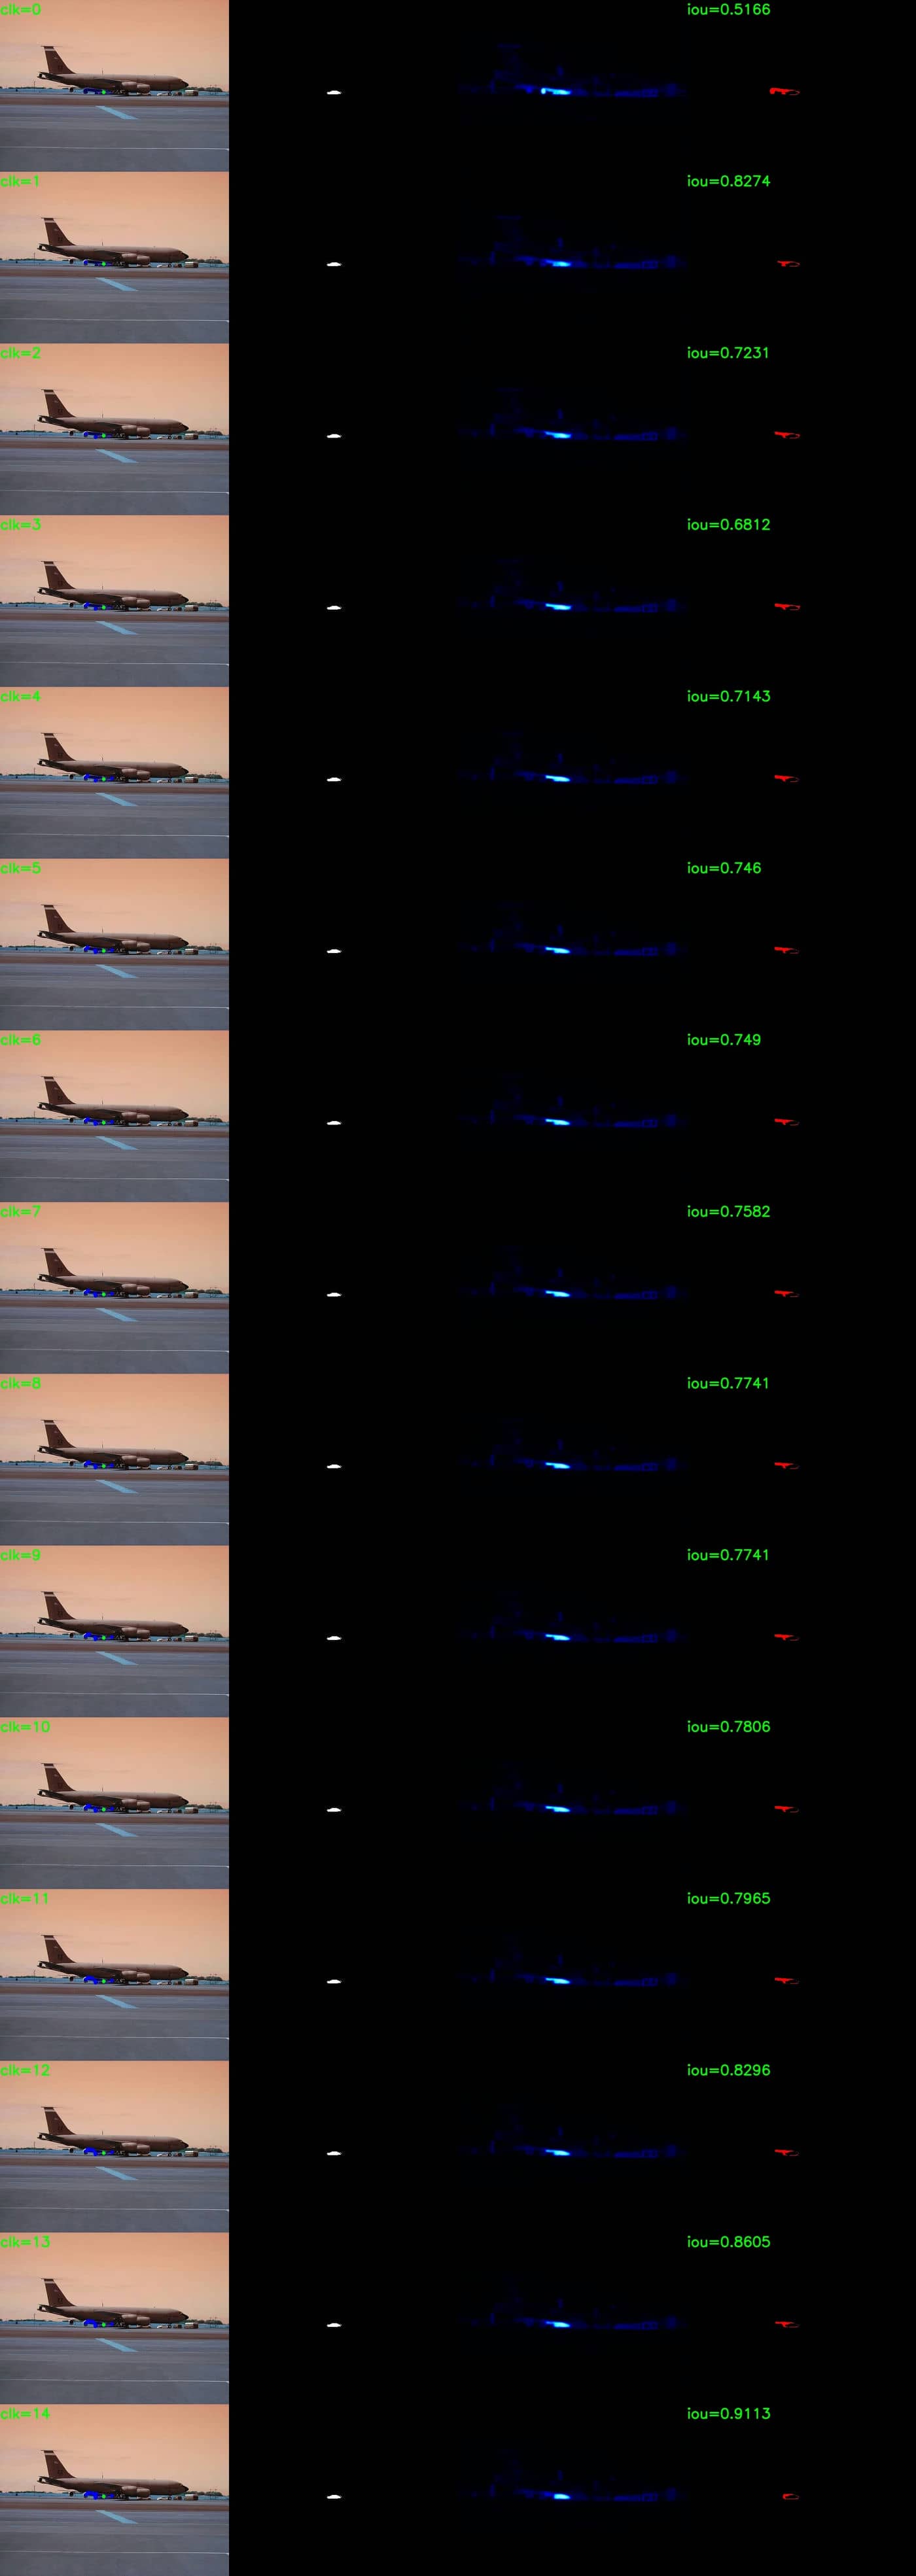 clk=0 iou=0.5166
clk=1 iou=0.8274
clk=2 iou=0.7231
clk=3 iou=0.6812
clk=4 iou=0.7143
clk=5 iou=0.746
clk=6 iou=0.749
clk=7 iou=0.7582
clk=8 iou=0.7741
clk=9 iou=0.7741
clk=10 iou=0.7806
clk=11 iou=0.7965
clk=12 iou=0.8296
clk=13 iou=0.8605
clk=14 iou=0.9113